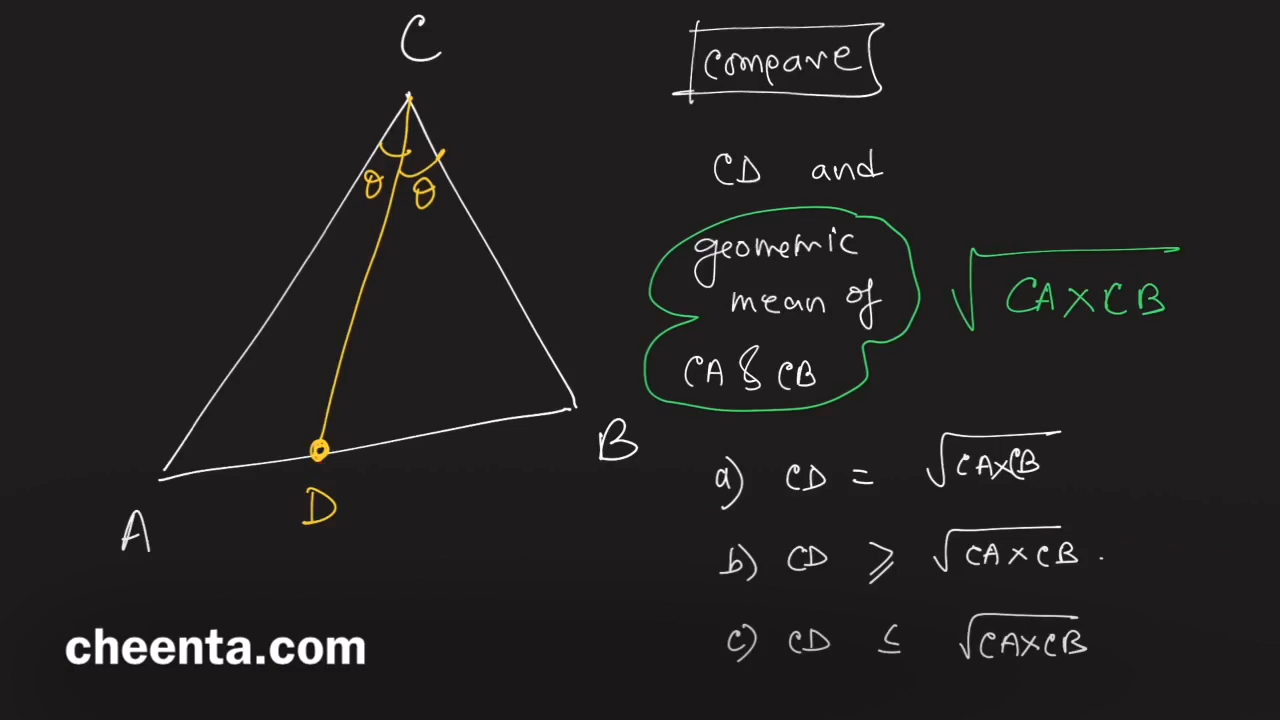 C
compare
CD and
θ θ
geomemic
mean of
√CA×CB
CA & CB
A
D
B
a) CD = √CA×CB
b) CD ⩾ √CA×CB.
c) CD ≤ √CA×CB
cheenta.com